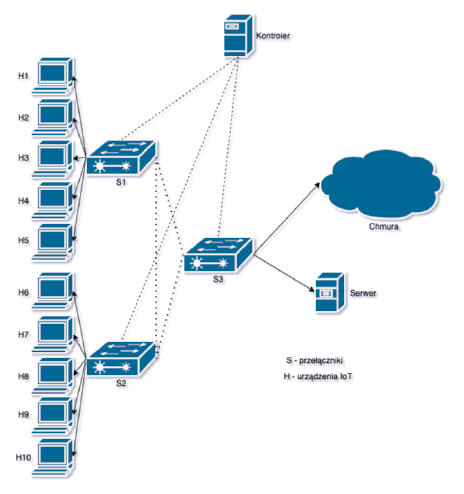 Kontroler
H1
H2
H3
H4
H5
S1
Chmura
S3
H6
Serwer
H7
S2
H8
H9
H10
S - przełączniki
H - urządzenia IoT